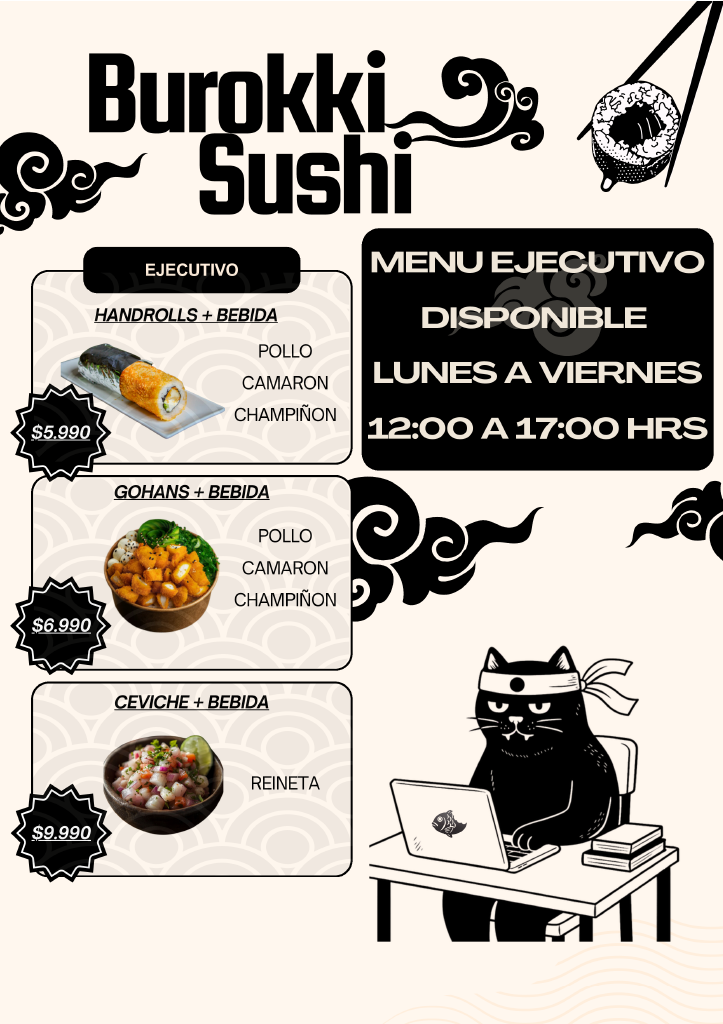 Burokki
Sushi
EJECUTIVO
HANDROLLS + BEBIDA
POLLO
CAMARON
CHAMPIÑON
$5.990
GOHANS + BEBIDA
POLLO
CAMARON
CHAMPIÑON
$6.990
CEVICHE + BEBIDA
REINETA
$9.990
MENU EJECUTIVO
DISPONIBLE
LUNES A VIERNES
12:00 A 17:00 HRS